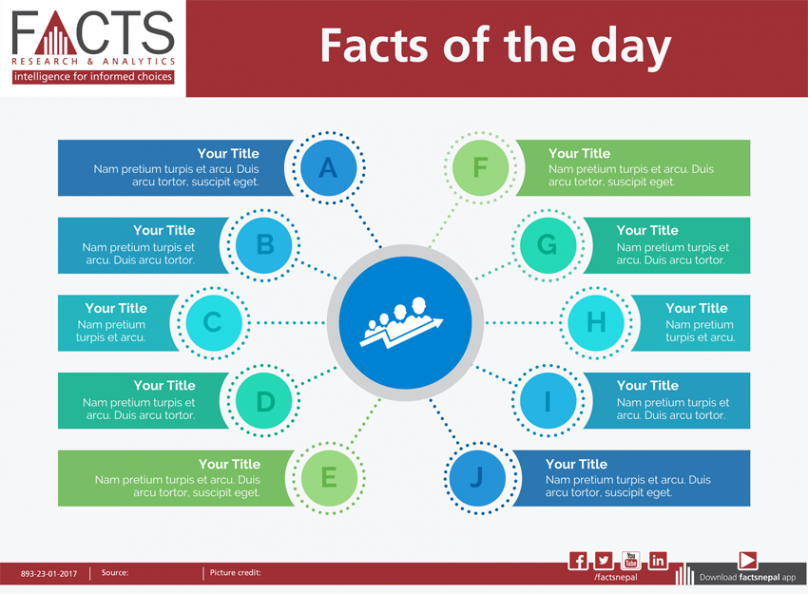 FACTS
RESEARCH & ANALYTICS
intelligence for informed choices
Facts of the day
Your Title
Nam pretium turpis et arcu. Duis
arcu tortor, suscipit eget.
A
Your Title
Nam pretium turpis et
arcu. Duis arcu tortor.
B
Your Title
Nam pretium
turpis et arcu.
C
Your Title
Nam pretium turpis et
arcu. Duis arcu tortor.
D
Your Title
Nam pretium turpis et arcu. Duis
arcu tortor, suscipit eget.
E
F
Your Title
Nam pretium turpis et arcu. Duis
arcu tortor, suscipit eget.
G
Your Title
Nam pretium turpis et
arcu. Duis arcu tortor.
H
Your Title
Nam pretium
turpis et arcu.
I
Your Title
Nam pretium turpis et
arcu. Duis arcu tortor.
J
Your Title
Nam pretium turpis et arcu. Duis
arcu tortor, suscipit eget.
893-23-01-2017
Source:
Picture credit:
f
You
Tube
in
/factsnepal
Download factsnepal app